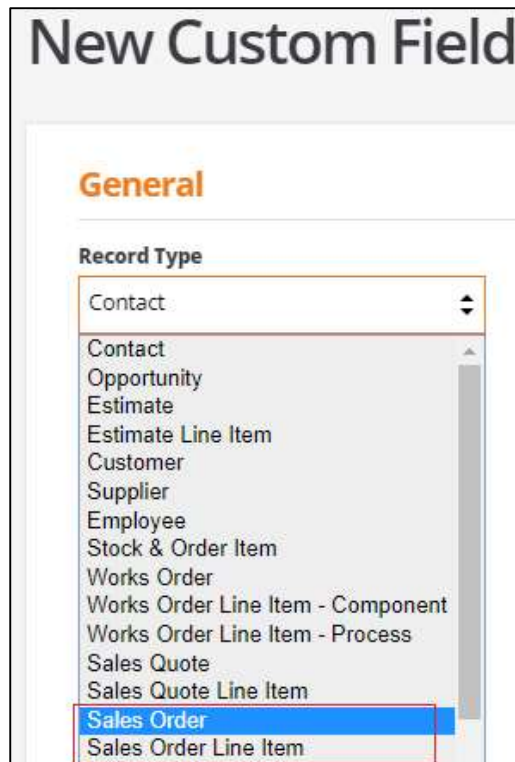 New Custom Field
General
Record Type
Contact
Contact
Opportunity
Estimate
Estimate Line Item
Customer
Supplier
Employee
Stock & Order Item
Works Order
Works Order Line Item - Component
Works Order Line Item - Process
Sales Quote
Sales Quote Line Item
Sales Order
Sales Order Line Item